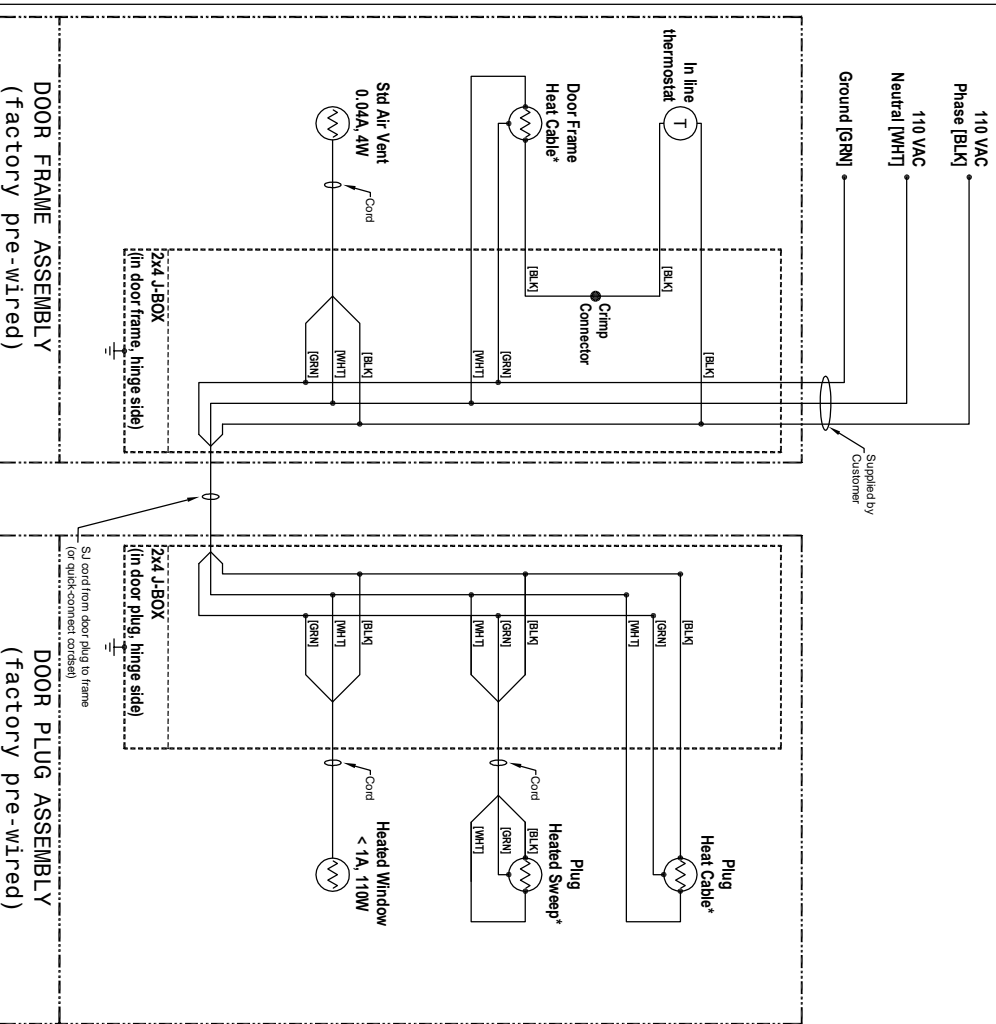 110 VAC
Phase [BLK]
110 VAC
Neutral [WHT]
Ground [GRN]
Supplied by
Customer
In line
thermostat
[BLK]
[BLK]
Crimp
Connector
Door Frame
Heat Cable*
[BLK]
[GRN]
[WHT]
Std Air Vent
0.04A, 4W
Cord
[BLK]
[WHT]
[GRN]
2x4 J-BOX
(in door frame, hinge side)
DOOR FRAME ASSEMBLY
(factory pre-wired)
SJ cord from door plug to frame
(or quick-connect cordset)
Plug
Heat Cable*
[BLK]
[GRN]
[WHT]
Plug
Heated Sweep*
[BLK]
[GRN]
[WHT]
Cord
[BLK]
[GRN]
[WHT]
Heated Window
< 1A, 110W
Cord
[BLK]
[WHT]
[GRN]
2x4 J-BOX
(in door plug, hinge side)
DOOR PLUG ASSEMBLY
(factory pre-wired)
T